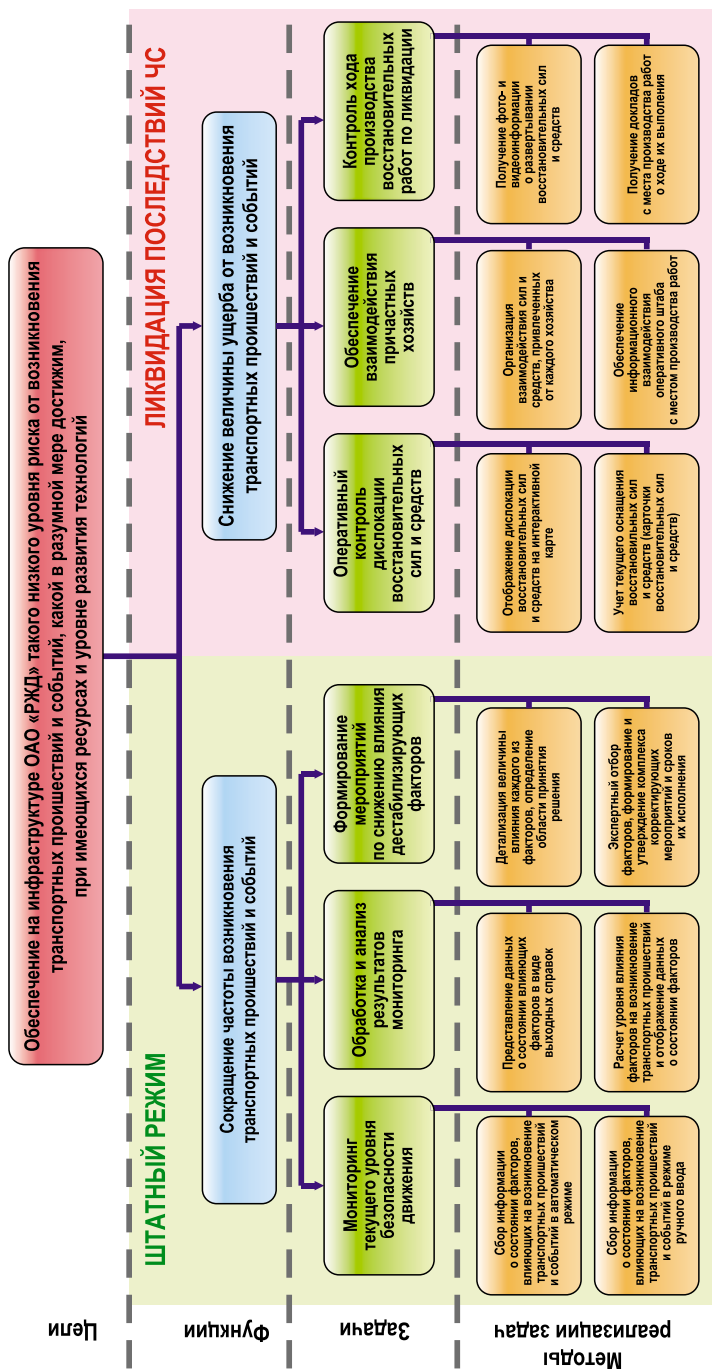 Цели
Обеспечение на инфраструктуре ОАО «РЖД» такого низкого уровня риска от возникновения
транспортных проишествий и событий, какой в разумной мере достижим,
при имеющихся ресурсах и уровне развития технологий
ШТАТНЫЙ РЕЖИМ
ЛИКВИДАЦИЯ ПОСЛЕДСТВИЙ ЧС
Функции
Сокращение частоты возникновения
транспортных проишествий и событий
Снижение величины ущерба от возникновения
транспортных проишествий и событий
Задачи
Мониторинг
текущего уровня
безопасности
движения
Обработка и анализ
результатов
мониторинга
Формирование
мероприятий
по снижению влияния
дестабилизирующих
факторов
Оперативный
контроль
дислокации
восстановительных
сил и средств
Обеспечение
взаимодействия
причастных
хозяйств
Контроль хода
производства
восстановительных
работ по ликвидации
Методы
реализации задач
Сбор информации
о состоянии факторов,
влияющих на возникновение
транспортных проишествий
и событий в автоматическом
режиме
Представление данных
о состоянии влияющих
факторов в виде
выходных справок
Детализация величины
влияния каждого из
факторов, определение
области принятия
решения
Отображение дислокации
восстановительных сил
и средств на интерактивной
карте
Организация
взаимодействия сил и
средств, привлеченных
от каждого хозяйства
Получение фото- и
видеоинформации
о развертывании
восстановительных сил
и средств
Сбор информации
о состоянии факторов,
влияющих на возникновение
транспортных проишествий
и событий в режиме
ручного ввода
Расчет уровня влияния
факторов на возникновение
транспортных проишествий
и отображение данных
о состоянии факторов
Экспертный отбор
факторов, формирование и
утверждение комплекса
корректирующих
мероприятий и сроков
их исполнения
Учет текущего оснащения
восстановильных сил
и средств (карточки
восстановительных сил
и средств)
Обеспечение
информационного
взаимодействия
оперативного штаба
с местом производства работ
Получение докладов
с места производства работ
о ходе их выполения